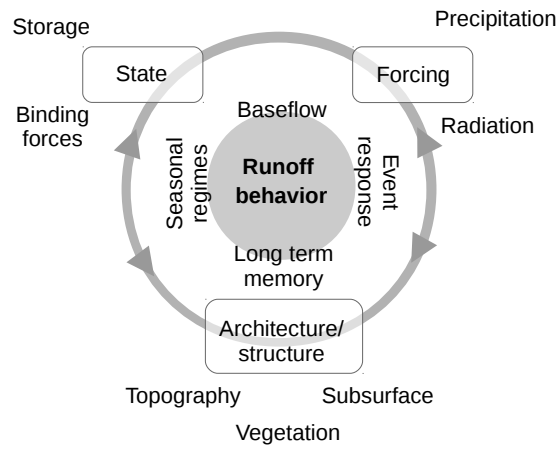 Precipitation
Storage
State
Forcing
Binding
forces
Radiation
Baseflow
Seasonal
regimes
Runoff
behavior
Event
response
Long term
memory
Architecture/
structure
Topography
Subsurface
Vegetation